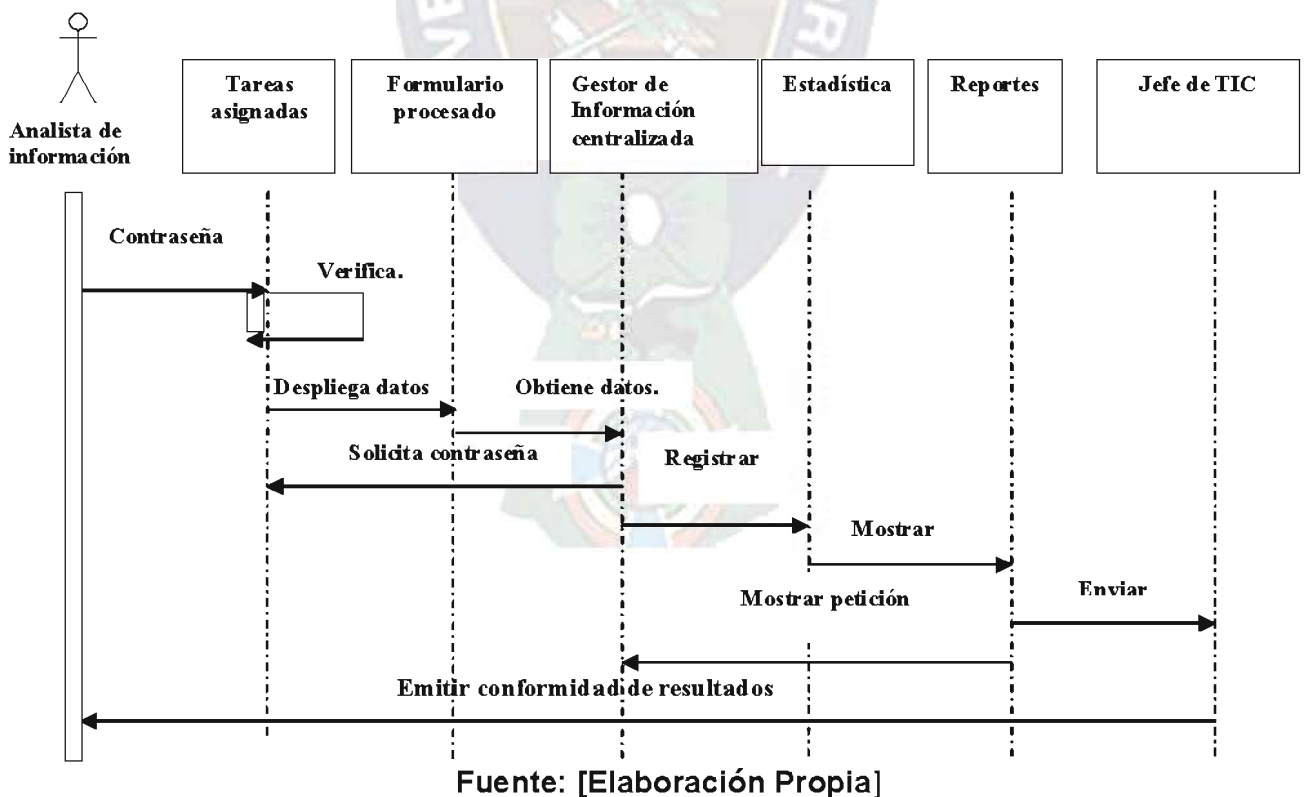 Analista de
información
Tareas
asignadas
Formulario
procesado
Gestor de
Información
centralizada
Estadística
Reportes
Jefe de TIC
Contraseña
Verifica.
Despliega datos
Obtiene datos.
Solicita contraseña
Registrar
Mostrar
Mostrar petición
Enviar
Emitir conformidad de resultados
Fuente: [Elaboración Propia]